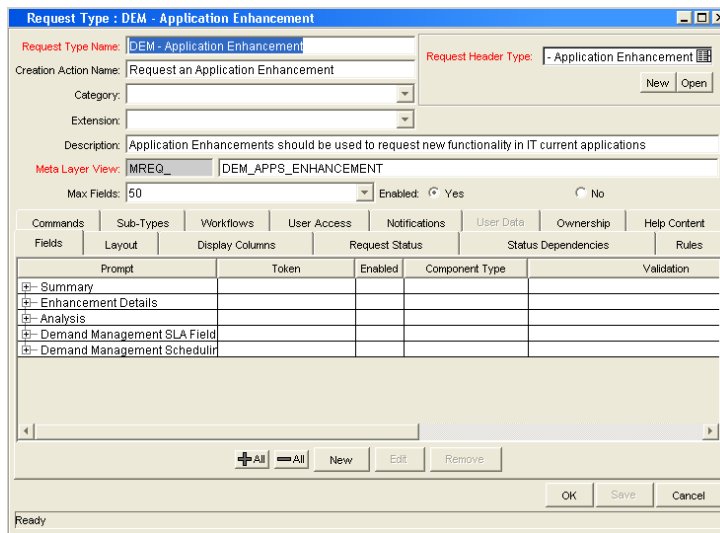 Request Type : DEM - Application Enhancement
Request Type Name: DEM - Application Enhancement
Request Header Type: - Application Enhancement
Creation Action Name: Request an Application Enhancement
New Open
Category:
Extension:
Description: Application Enhancements should be used to request new functionality in IT current applications
Meta Layer View: MREQ_ DEM_APPS_ENHANCEMENT
Max Fields: 50 Enabled: Yes No
Commands Sub-Types Workflows User Access Notifications User Data Ownership Help Content
Fields Layout Display Columns Request Status Status Dependencies Rules
Prompt Token Enabled Component Type Validation
Summary
Enhancement Details
Analysis
Demand Management SLA Field
Demand Management Schedulin
All All New Edit Remove
OK Save Cancel
Ready